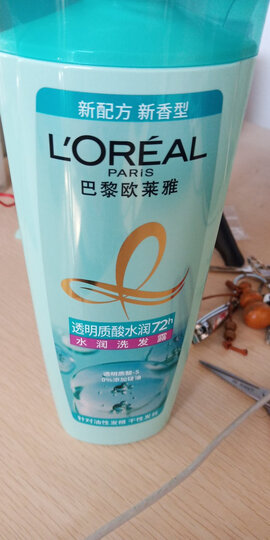 新配方 新香型
L'ORÉAL
PARIS
巴黎欧莱雅
透明质酸水润72h
水润洗发露
透明质酸-S
0%添加硅油
针对油性发根 干性发梢